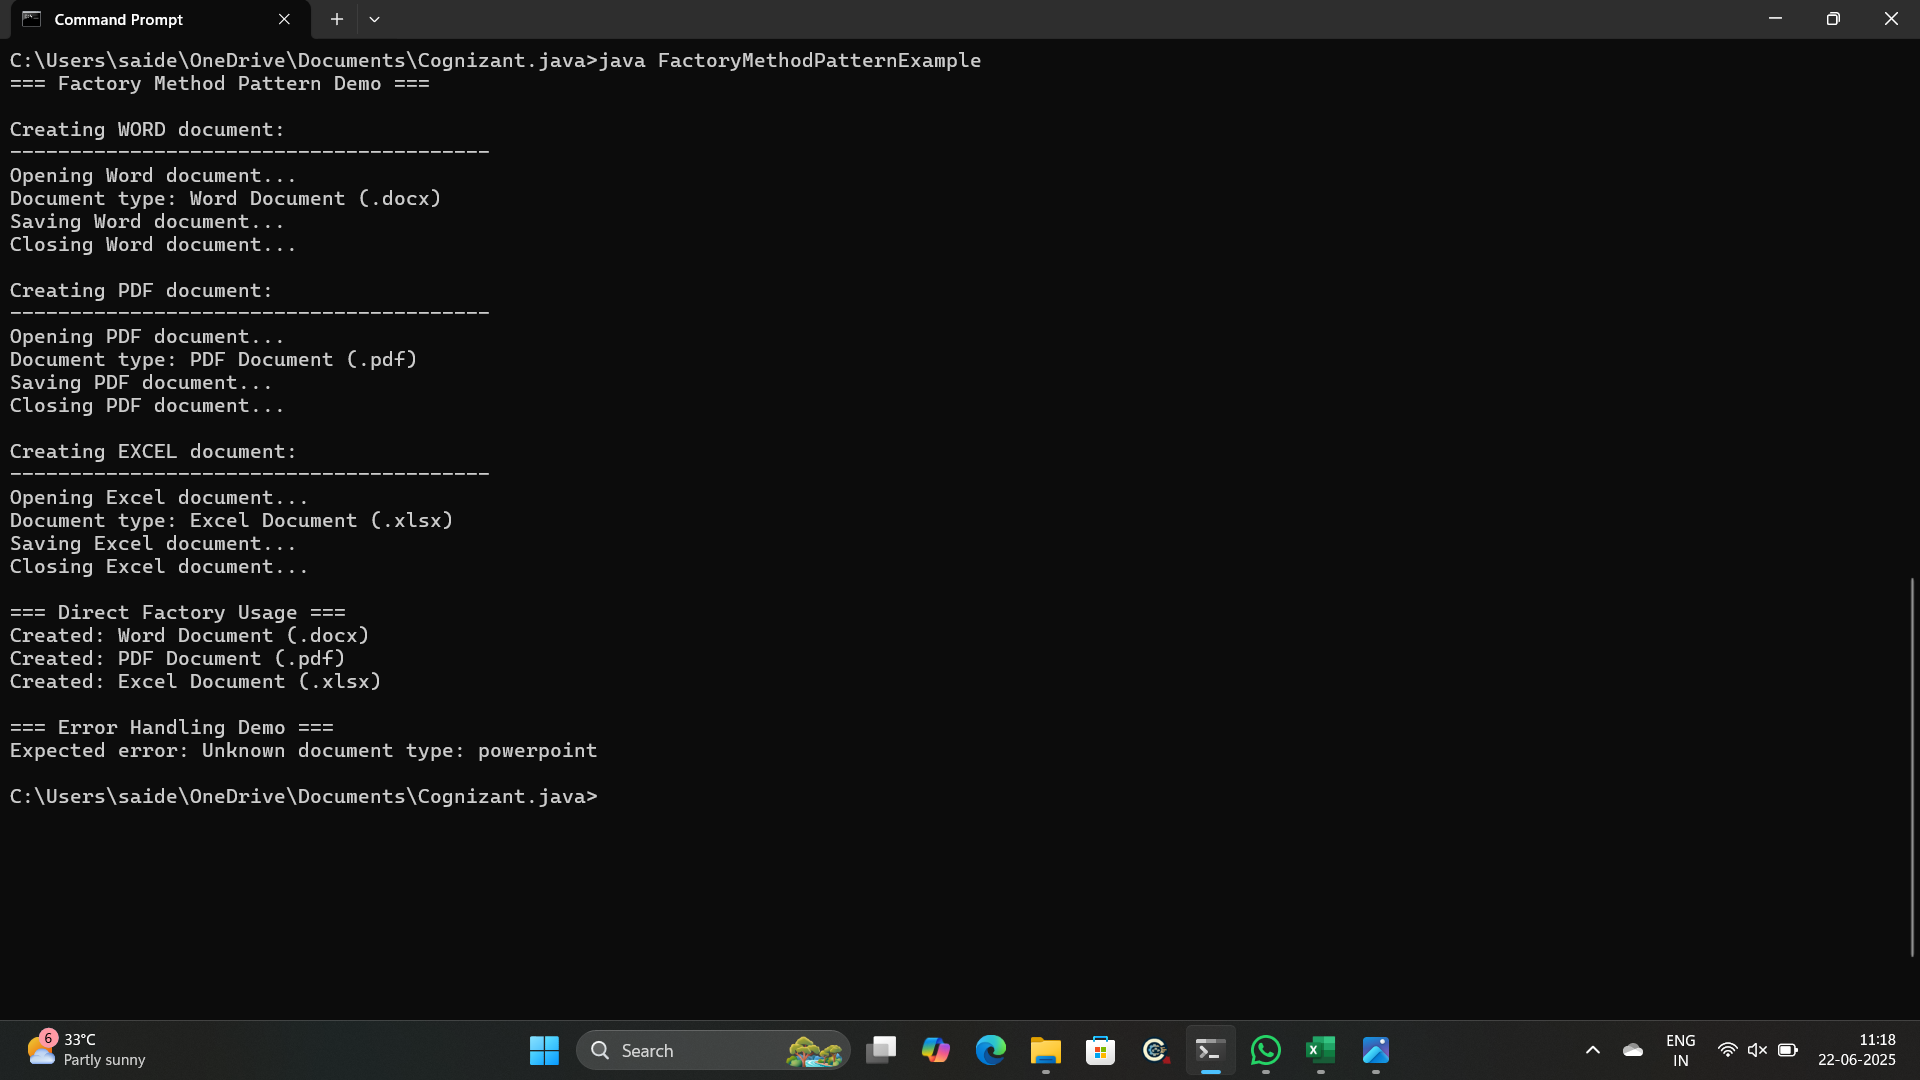 Command Prompt
C:\Users\saide\OneDrive\Documents\Cognizant.java>java FactoryMethodPatternExample
=== Factory Method Pattern Demo ===
Creating WORD document:
----------------------------------------
Opening Word document...
Document type: Word Document (.docx)
Saving Word document...
Closing Word document...
Creating PDF document:
----------------------------------------
Opening PDF document...
Document type: PDF Document (.pdf)
Saving PDF document...
Closing PDF document...
Creating EXCEL document:
----------------------------------------
Opening Excel document...
Document type: Excel Document (.xlsx)
Saving Excel document...
Closing Excel document...
=== Direct Factory Usage ===
Created: Word Document (.docx)
Created: PDF Document (.pdf)
Created: Excel Document (.xlsx)
=== Error Handling Demo ===
Expected error: Unknown document type: powerpoint
C:\Users\saide\OneDrive\Documents\Cognizant.java>
6
33°C
Partly sunny
Search
ENG
IN
11:18
22-06-2025